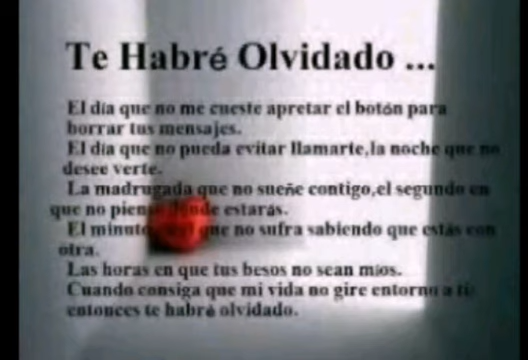 Te Habré Olvidado ...
El día que no me cueste apretar el botón para
borrar tus mensajes.
El día que no pueda evitar llamarte,la noche que no
desee verte.
La madrugada que no sueñe contigo,el segundo en
que no piense donde estarás.
El minuto que no sufra sabiendo que estás con
otra.
Las horas en que tus besos no sean míos.
Cuando consiga que mi vida no gire entorno a ti
entonces te habré olvidado.